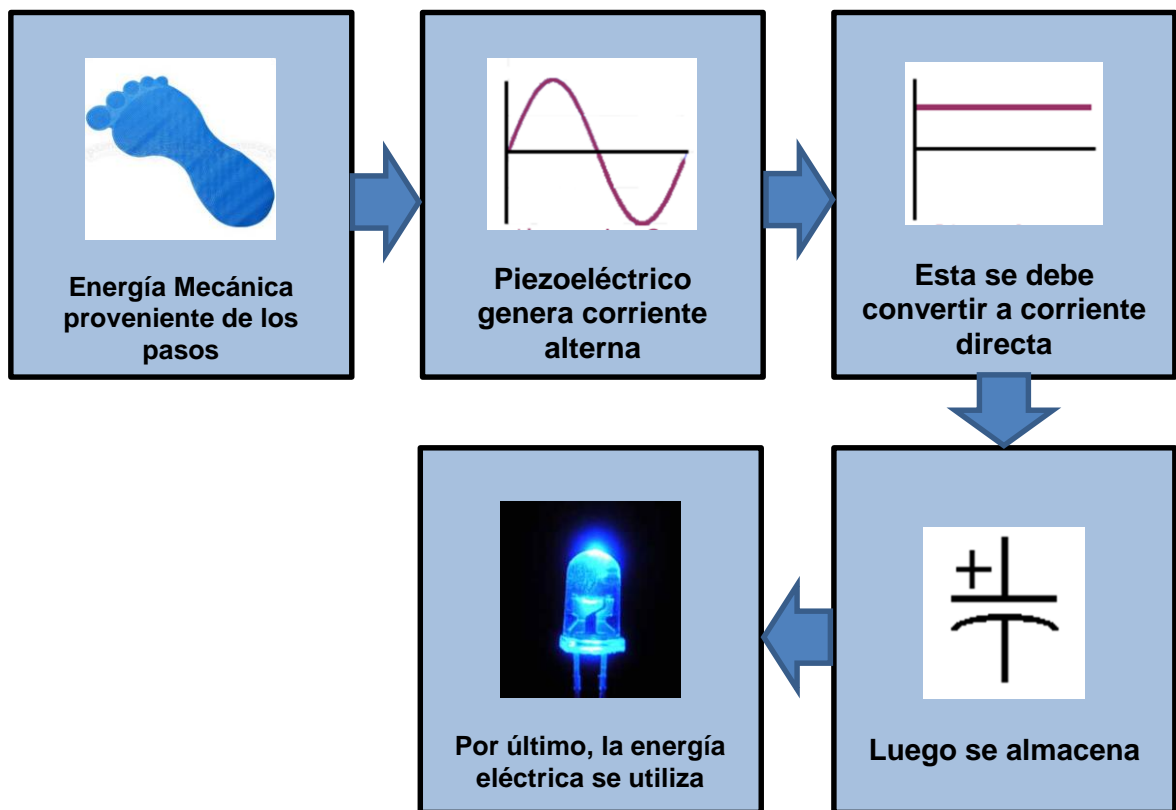 Energía Mecánica
proveniente de los
pasos
Piezoeléctrico
genera corriente
alterna
Esta se debe
convertir a corriente
directa
+
Luego se almacena
Por último, la energía
eléctrica se utiliza